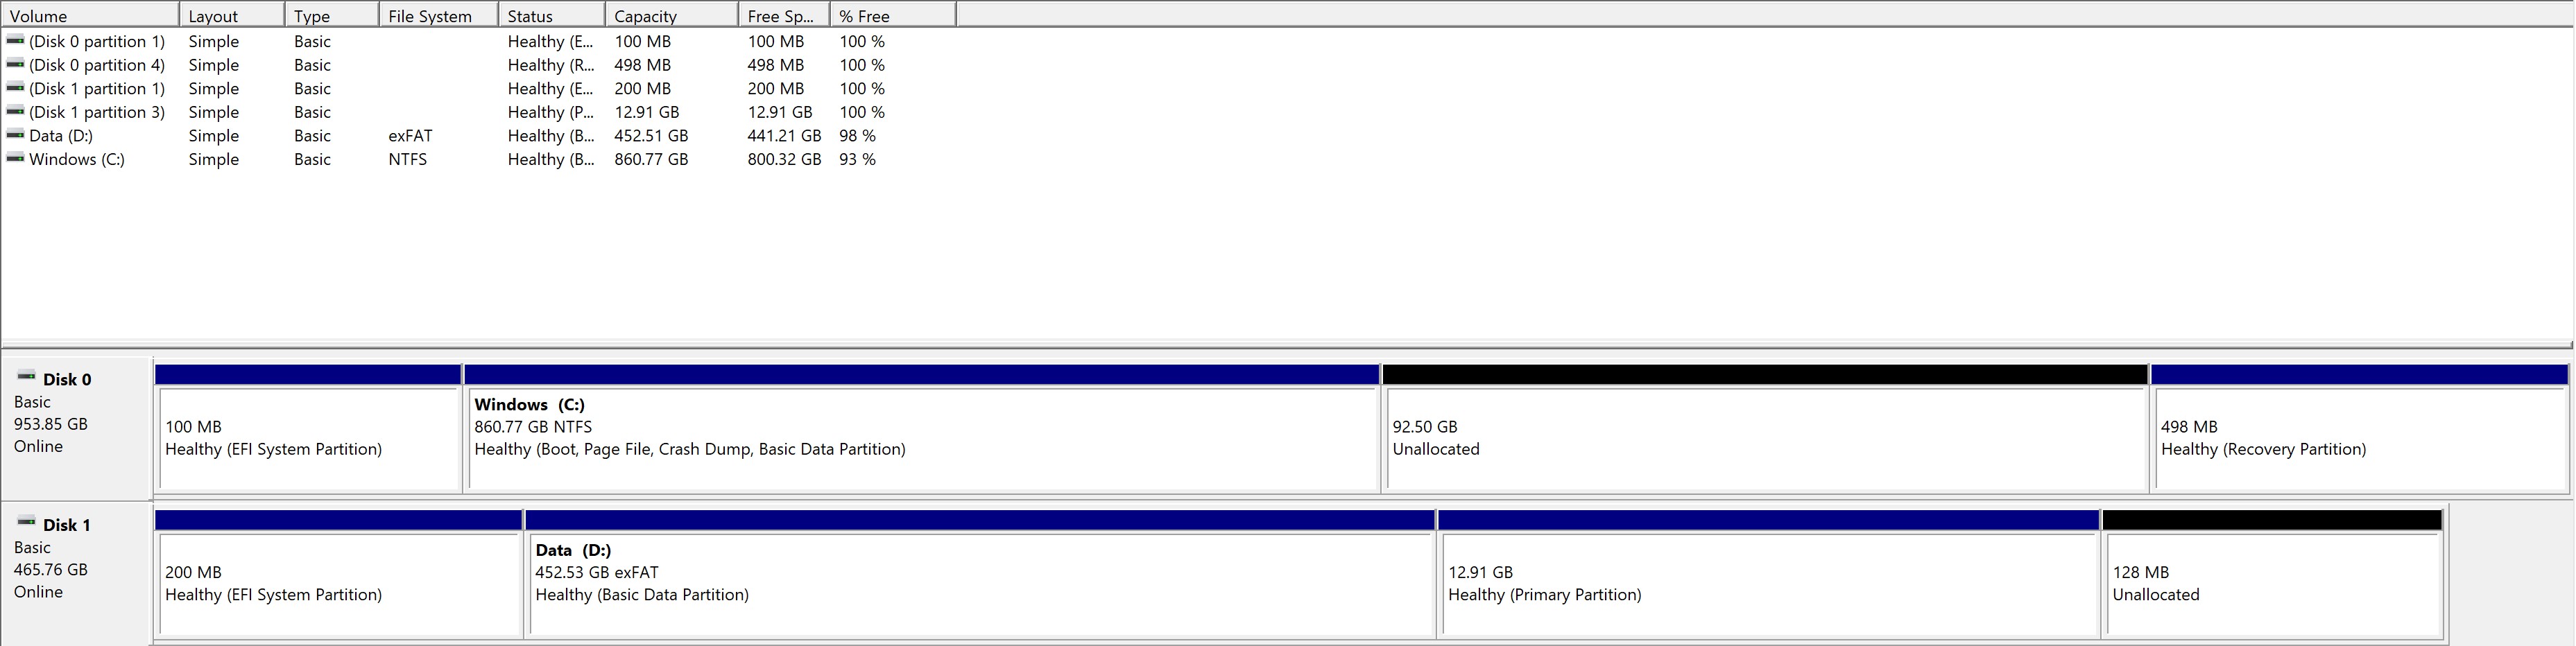 Volume Layout Type File System Status Capacity Free Sp... % Free
(Disk 0 partition 1) Simple Basic Healthy (E... 100 MB 100 MB 100 %
(Disk 0 partition 4) Simple Basic Healthy (R... 498 MB 498 MB 100 %
(Disk 1 partition 1) Simple Basic Healthy (E... 200 MB 200 MB 100 %
(Disk 1 partition 3) Simple Basic Healthy (P... 12.91 GB 12.91 GB 100 %
Data (D:) Simple Basic exFAT Healthy (B... 452.51 GB 441.21 GB 98 %
Windows (C:) Simple Basic NTFS Healthy (B... 860.77 GB 800.32 GB 93 %
Disk 0
Basic
953.85 GB
Online
100 MB
Healthy (EFI System Partition)
Windows (C:)
860.77 GB NTFS
Healthy (Boot, Page File, Crash Dump, Basic Data Partition)
92.50 GB
Unallocated
498 MB
Healthy (Recovery Partition)
Disk 1
Basic
465.76 GB
Online
200 MB
Healthy (EFI System Partition)
Data (D:)
452.53 GB exFAT
Healthy (Basic Data Partition)
12.91 GB
Healthy (Primary Partition)
128 MB
Unallocated